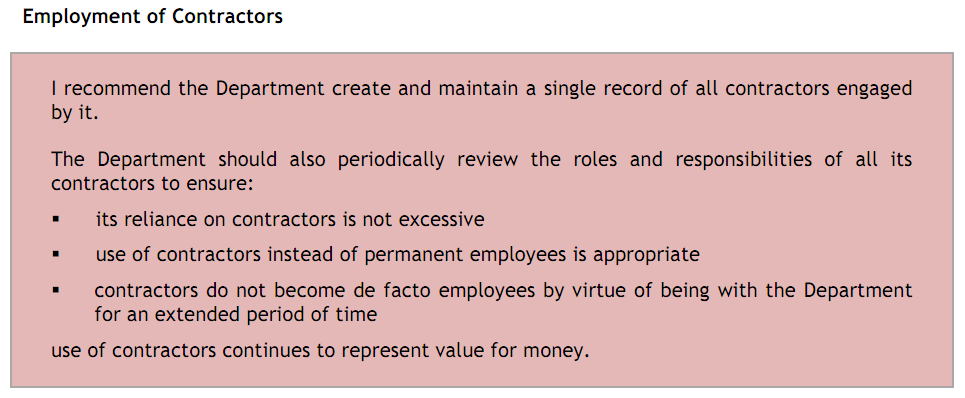 Employment of Contractors
I recommend the Department create and maintain a single record of all contractors engaged
by it.
The Department should also periodically review the roles and responsibilities of all its
contractors to ensure:
▪ its reliance on contractors is not excessive
▪ use of contractors instead of permanent employees is appropriate
▪ contractors do not become de facto employees by virtue of being with the Department
for an extended period of time
use of contractors continues to represent value for money.